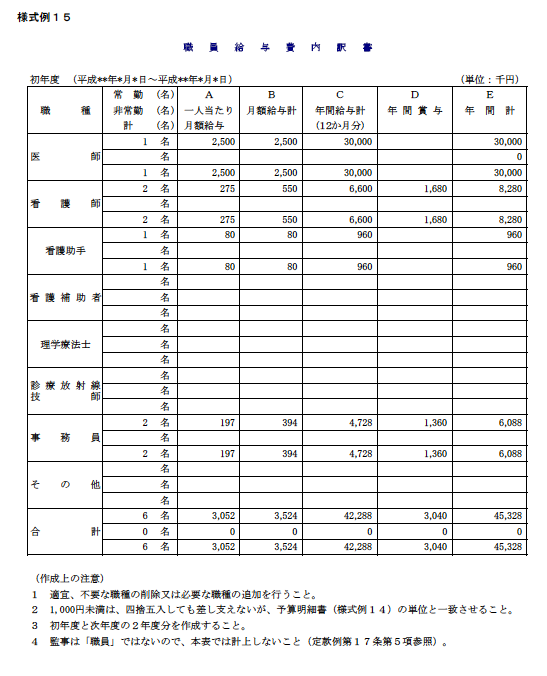 様式例１５
職員給与費内訳書
初年度　（平成**年*月*日～平成**年*月*日）　（単位：千円）
常　勤　（名）　A　B　C　D　E
職　種　非常勤　（名）　一人当たり　月額給与計　年間給与計　年間賞与　年　間　計
計　（名）　月額給与　（12か月分）
1　名　2,500　2,500　30,000　30,000
医　師　名　0
1　名　2,500　2,500　30,000　30,000
2　名　275　550　6,600　1,680　8,280
看　護　師　名
2　名　275　550　6,600　1,680　8,280
1　名　80　80　960　960
看護助手　名
1　名　80　80　960　960
名
看護補助者　名
名
名
理学療法士　名
名
名
診療放射線　名
技　師　名
2　名　197　394　4,728　1,360　6,088
事　務　員　名
2　名　197　394　4,728　1,360　6,088
名
そ　の　他　名
名
6　名　3,052　3,524　42,288　3,040　45,328
合　計　0　名　0　0　0　0　0
6　名　3,052　3,524　42,288　3,040　45,328
（作成上の注意）
1　適宜、不要な職種の削除又は必要な職種の追加を行うこと。
2　1,000円未満は、四捨五入しても差し支えないが、予算明細書（様式例１４）の単位と一致させること。
3　初年度と次年度の２年度分を作成すること。
4　監事は「職員」ではないので、本表では計上しないこと（定款例第１７条第５項参照）。